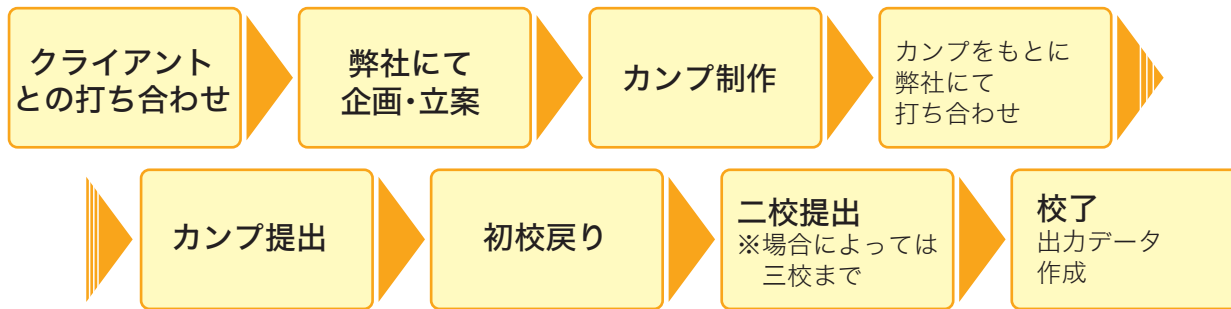 クライアント
との打ち合わせ
弊社にて
企画・立案
カンプ制作
カンプをもとに
弊社にて
打ち合わせ
カンプ提出
初校戻り
二校提出
※場合によっては
三校まで
校了
出力データ
作成